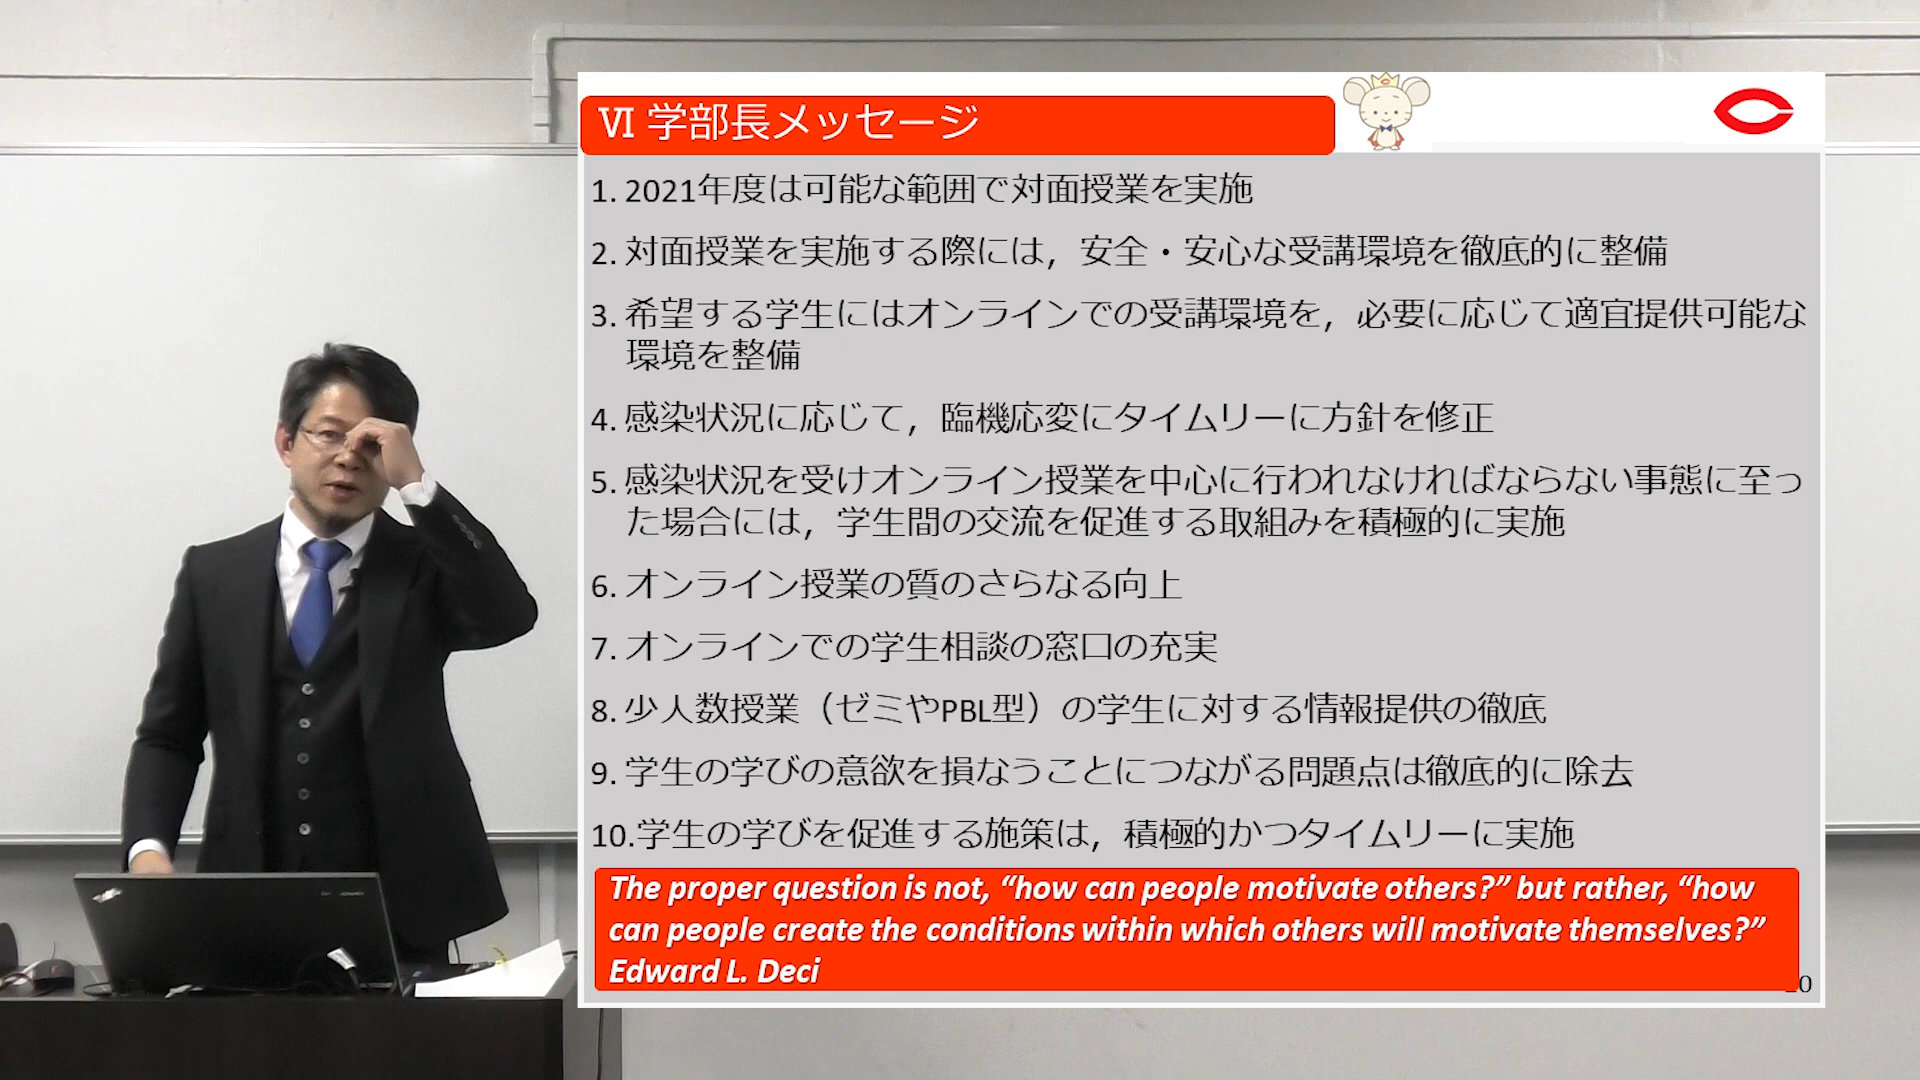 Ⅵ 学部長メッセージ
1. 2021年度は可能な範囲で対面授業を実施
2. 対面授業を実施する際には，安全・安心な受講環境を徹底的に整備
3. 希望する学生にはオンラインでの受講環境を，必要に応じて適宜提供可能な
環境を整備
4. 感染状況に応じて，臨機応変にタイムリーに方針を修正
5. 感染状況を受けオンライン授業を中心に行われなければならない事態に至っ
た場合には，学生間の交流を促進する取組みを積極的に実施
6. オンライン授業の質のさらなる向上
7. オンラインでの学生相談の窓口の充実
8. 少人数授業（ゼミやPBL型）の学生に対する情報提供の徹底
9. 学生の学びの意欲を損なうことにつながる問題点は徹底的に除去
10.学生の学びを促進する施策は，積極的かつタイムリーに実施
The proper question is not, “how can people motivate others?” but rather, “how
can people create the conditions within which others will motivate themselves?”
Edward L. Deci